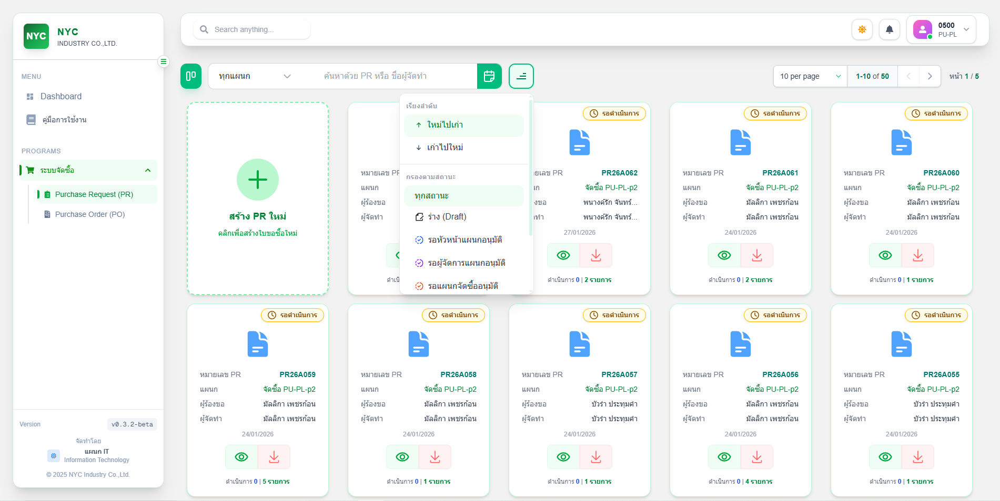 NYC
NYC
INDUSTRY CO.,LTD.
MENU
Dashboard
คู่มือการใช้งาน
PROGRAMS
ระบบจัดซื้อ
Purchase Request (PR)
Purchase Order (PO)
Version
v0.3.2-beta
จัดทำโดย
แผนก IT
Information Technology
© 2025 NYC Industry Co.,Ltd.
Search anything...
0500
PU-PL
ทุกแผนก
ค้นหาด้วย PR หรือ ชื่อผู้จัดทำ
10 per page
1-10 of 50
หน้า 1 / 5
สร้าง PR ใหม่
คลิกเพื่อสร้างใบขอซื้อใหม่
เรียงลำดับ
ใหม่ไปเก่า
เก่าไปใหม่
กรองตามสถานะ
ทุกสถานะ
ร่าง (Draft)
รอหัวหน้าแผนกอนุมัติ
รอผู้จัดการแผนกอนุมัติ
รอแผนกจัดซื้ออนุมัติ
หมายเลข PR
แผนก
ผู้ร้องขอ
ผู้จัดทำ
รอดำเนินการ
PR PR26A062
จัดซื้อ PU-PL-p2
พนางค์รัก จันทร์...
พนางค์รัก จันทร์...
27/01/2026
ดำเนินการ 0 | 2 รายการ
รอดำเนินการ
หมายเลข PR PR26A061
แผนก จัดซื้อ PU-PL-p2
ผู้ร้องขอ มัลลิกา เพชรก้อน
ผู้จัดทำ มัลลิกา เพชรก้อน
24/01/2026
ดำเนินการ 0 | 2 รายการ
รอดำเนินการ
หมายเลข PR PR26A060
แผนก จัดซื้อ PU-PL-p2
ผู้ร้องขอ มัลลิกา เพชรก้อน
ผู้จัดทำ มัลลิกา เพชรก้อน
24/01/2026
ดำเนินการ 0 | 1 รายการ
รอดำเนินการ
หมายเลข PR PR26A059
แผนก จัดซื้อ PU-PL-p2
ผู้ร้องขอ มัลลิกา เพชรก้อน
ผู้จัดทำ มัลลิกา เพชรก้อน
24/01/2026
ดำเนินการ 0 | 5 รายการ
รอดำเนินการ
หมายเลข PR PR26A058
แผนก จัดซื้อ PU-PL-p2
ผู้ร้องขอ มัลลิกา เพชรก้อน
ผู้จัดทำ มัลลิกา เพชรก้อน
24/01/2026
ดำเนินการ 0 | 1 รายการ
รอดำเนินการ
หมายเลข PR PR26A057
แผนก จัดซื้อ PU-PL-p2
ผู้ร้องขอ บัวรำ ประทุมคำ
ผู้จัดทำ บัวรำ ประทุมคำ
24/01/2026
ดำเนินการ 0 | 1 รายการ
รอดำเนินการ
หมายเลข PR PR26A056
แผนก จัดซื้อ PU-PL-p2
ผู้ร้องขอ มัลลิกา เพชรก้อน
ผู้จัดทำ มัลลิกา เพชรก้อน
24/01/2026
ดำเนินการ 0 | 4 รายการ
รอดำเนินการ
หมายเลข PR PR26A055
แผนก จัดซื้อ PU-PL-p2
ผู้ร้องขอ บัวรำ ประทุมคำ
ผู้จัดทำ บัวรำ ประทุมคำ
24/01/2026
ดำเนินการ 0 | 1 รายการ